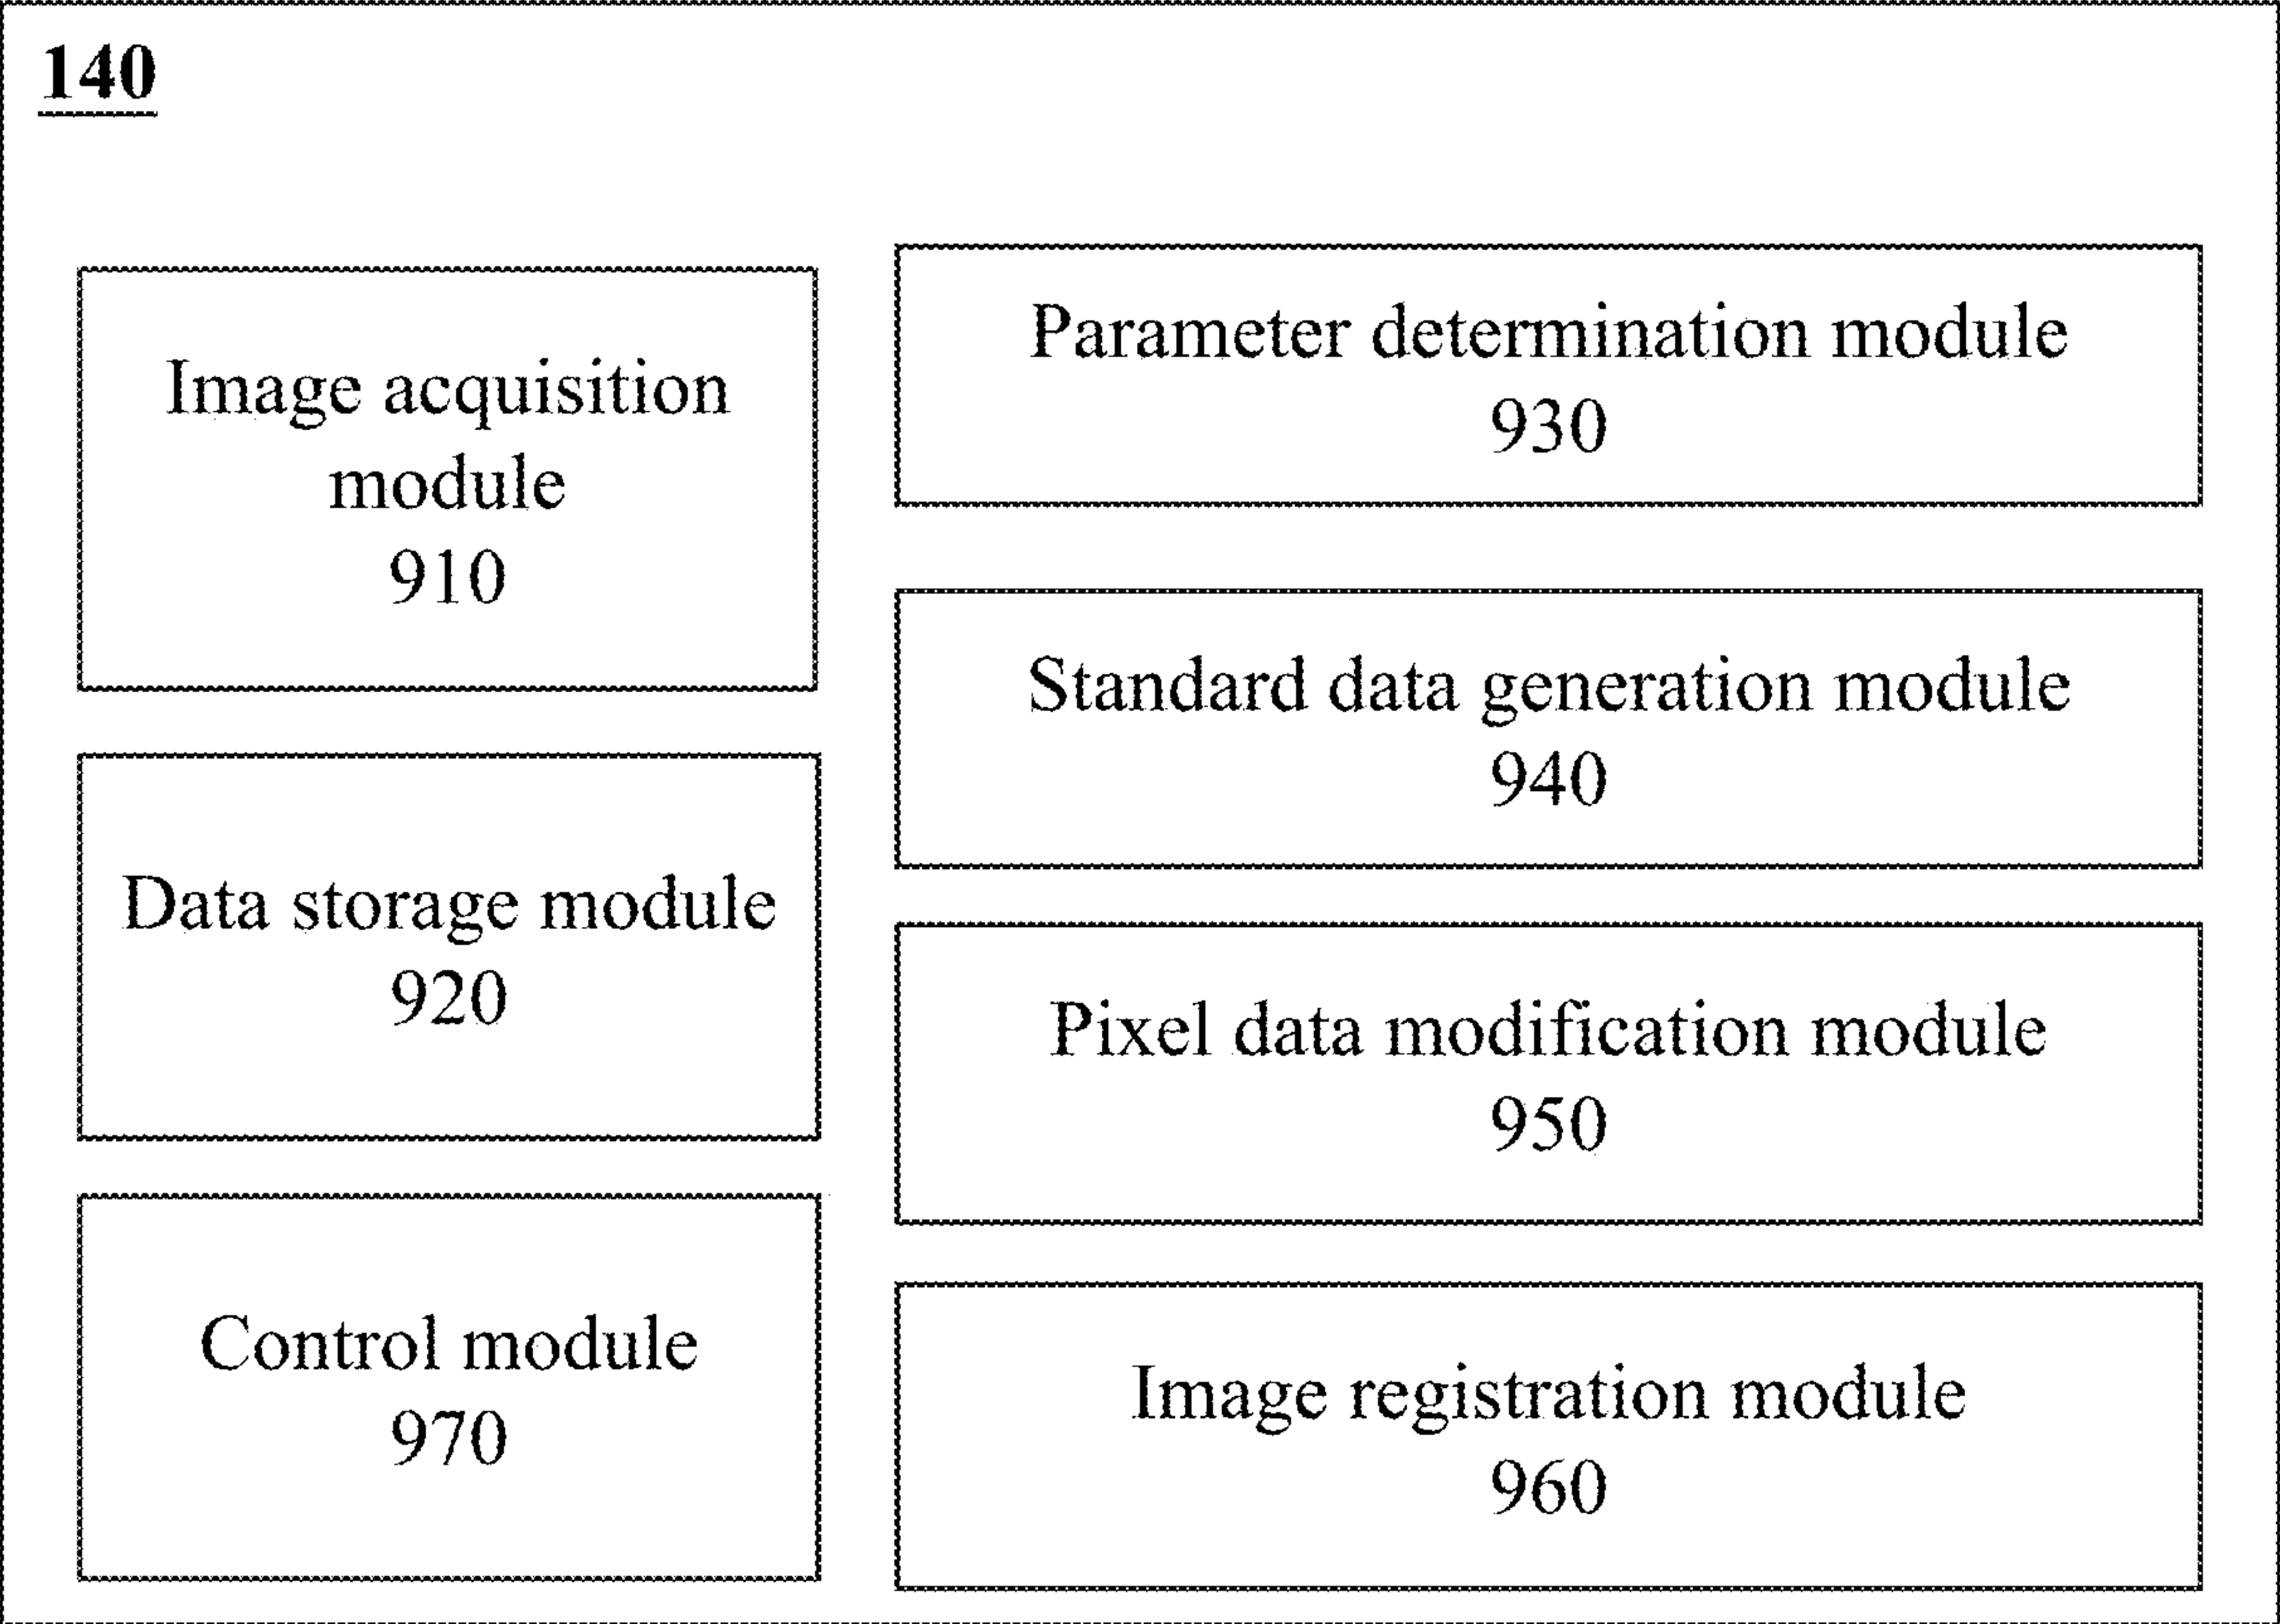 140
Image acquisition
module
910
Data storage module
920
Control module
970
Parameter determination module
930
Standard data generation module
940
Pixel data modification module
950
Image registration module
960